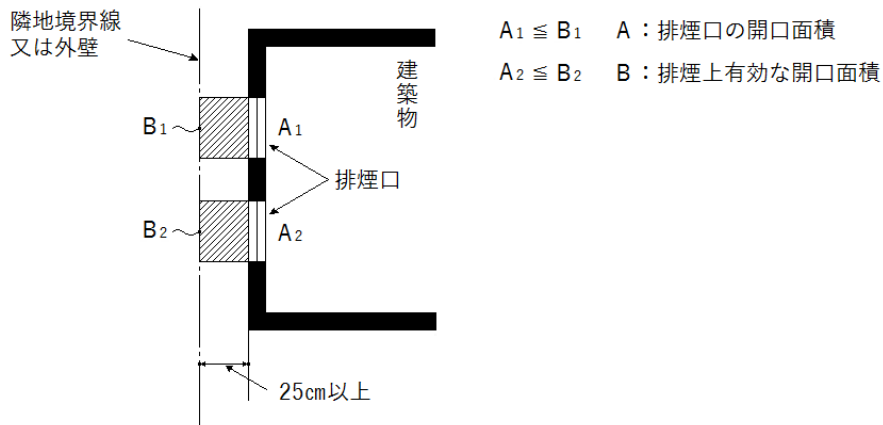 隣地境界線
又は外壁
A1 ≦ B1 A：排煙口の開口面積
A2 ≦ B2 B：排煙上有効な開口面積
建築物
B1
A1
排煙口
B2
A2
25㎝以上